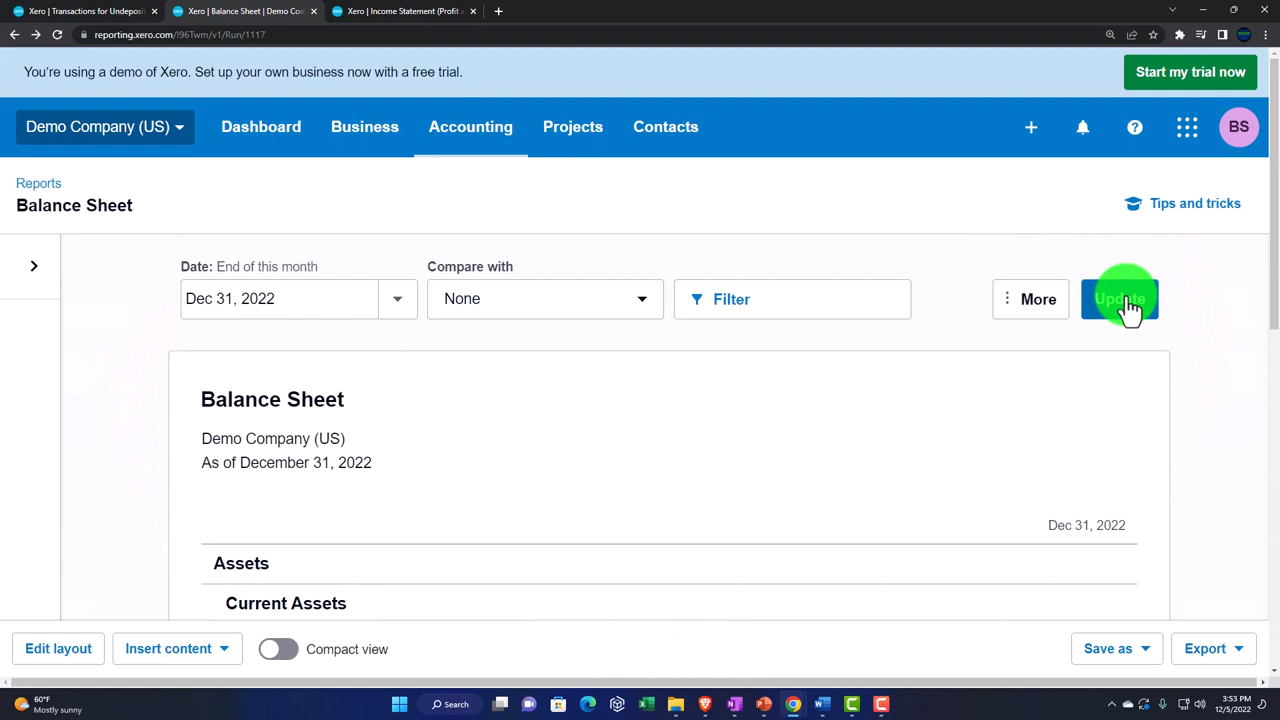 Xero | Transactions for Undeposit
Xero | Balance Sheet | Demo Con
Xero | Income Statement (Profit a
reporting.xero.com/!96Twm/v1/Run/1117
You're using a demo of Xero. Set up your own business now with a free trial.
Start my trial now
Demo Company (US)
Dashboard
Business
Accounting
Projects
Contacts
BS
Reports
Balance Sheet
Tips and tricks
Date: End of this month
Compare with
Dec 31, 2022
None
Filter
More
Update
Balance Sheet
Demo Company (US)
As of December 31, 2022
Dec 31, 2022
Assets
Current Assets
Edit layout
Insert content
Compact view
Save as
Export
60°F
Mostly sunny
Search
3:53 PM
12/5/2022